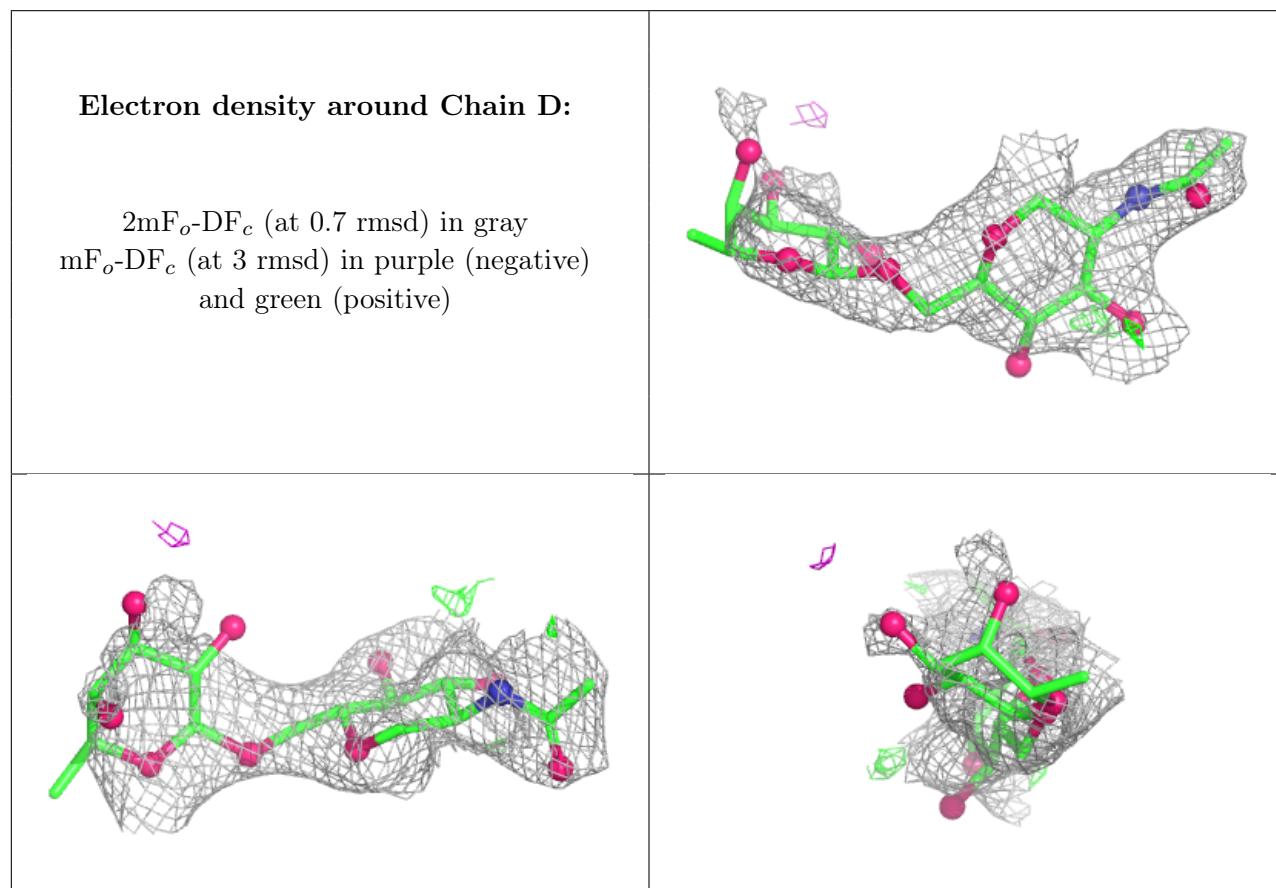 Electron density around Chain D:
2mFo-DFc (at 0.7 rmsd) in gray
mFo-DFc (at 3 rmsd) in purple (negative)
and green (positive)